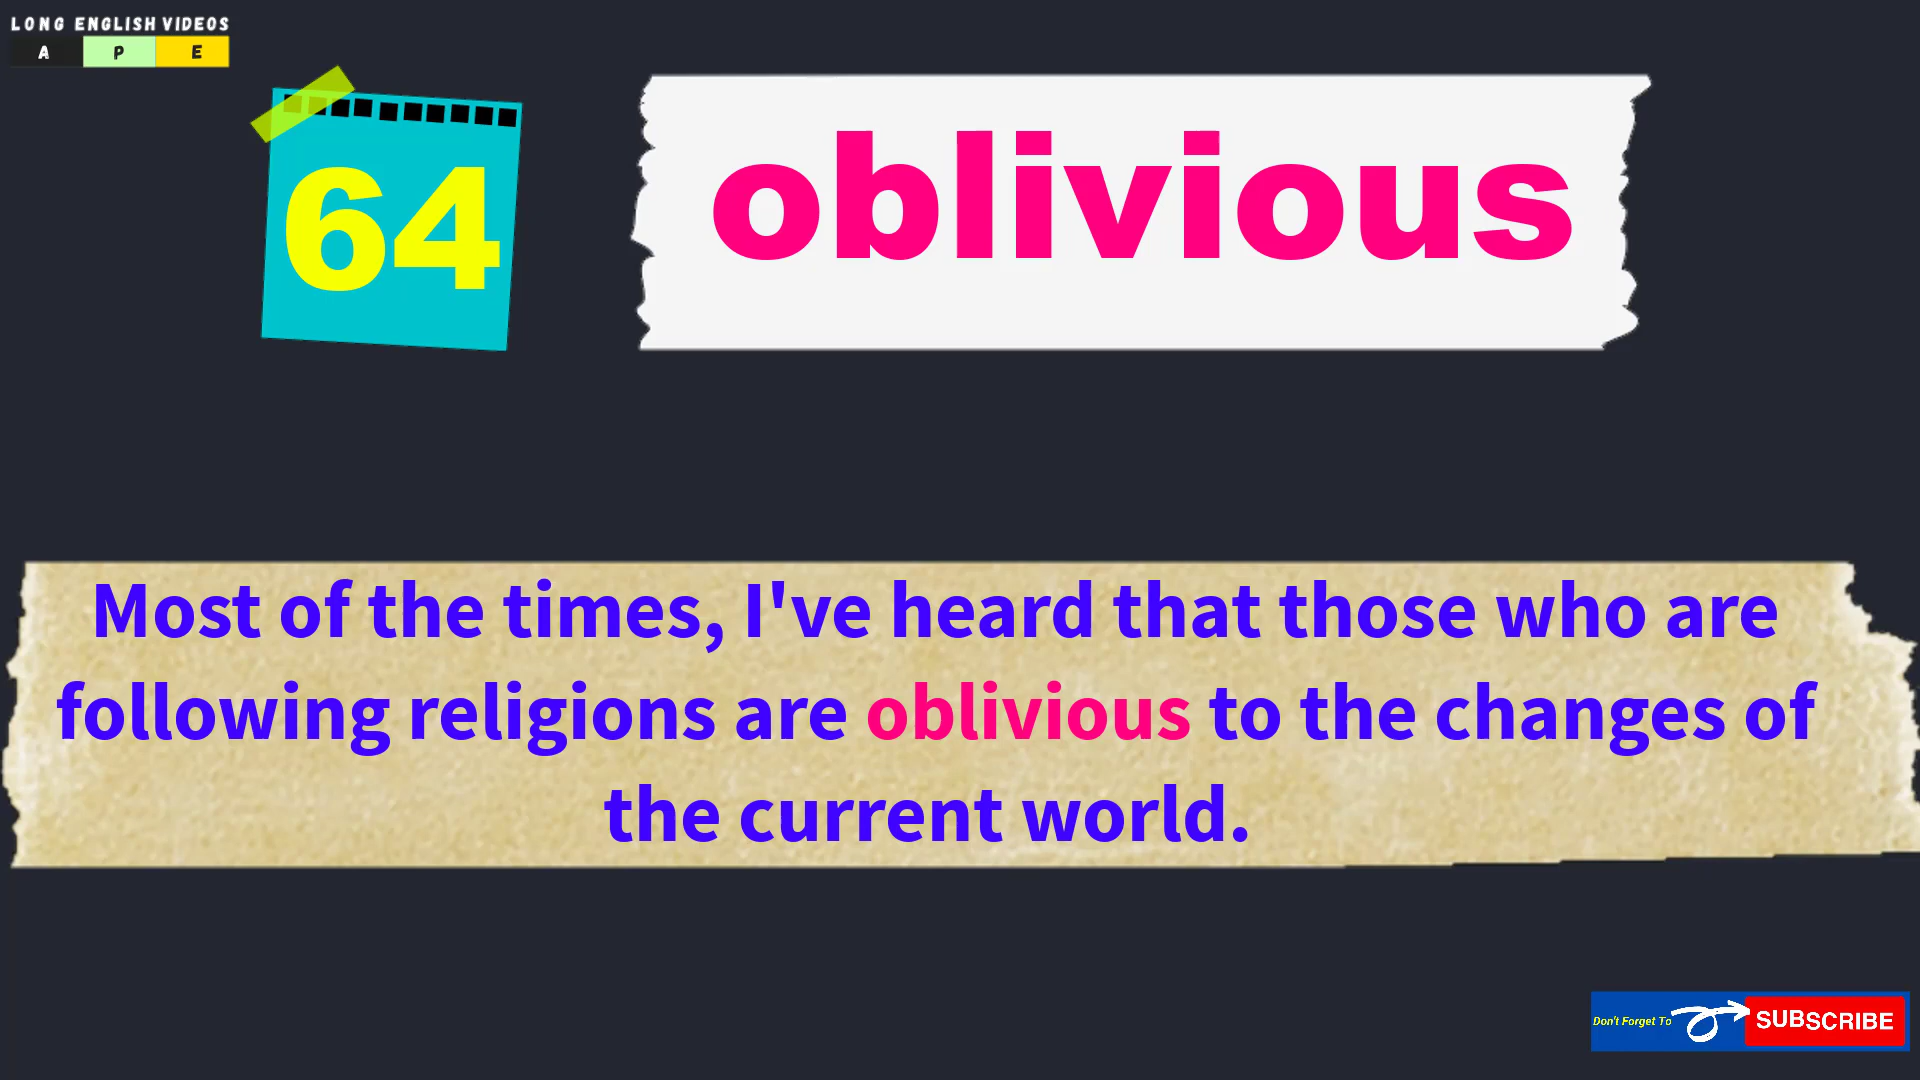 LONG ENGLISH VIDEOS
A P E
64
oblivious
Most of the times, I've heard that those who are
following religions are oblivious to the changes of
the current world.
Don't Forget To SUBSCRIBE